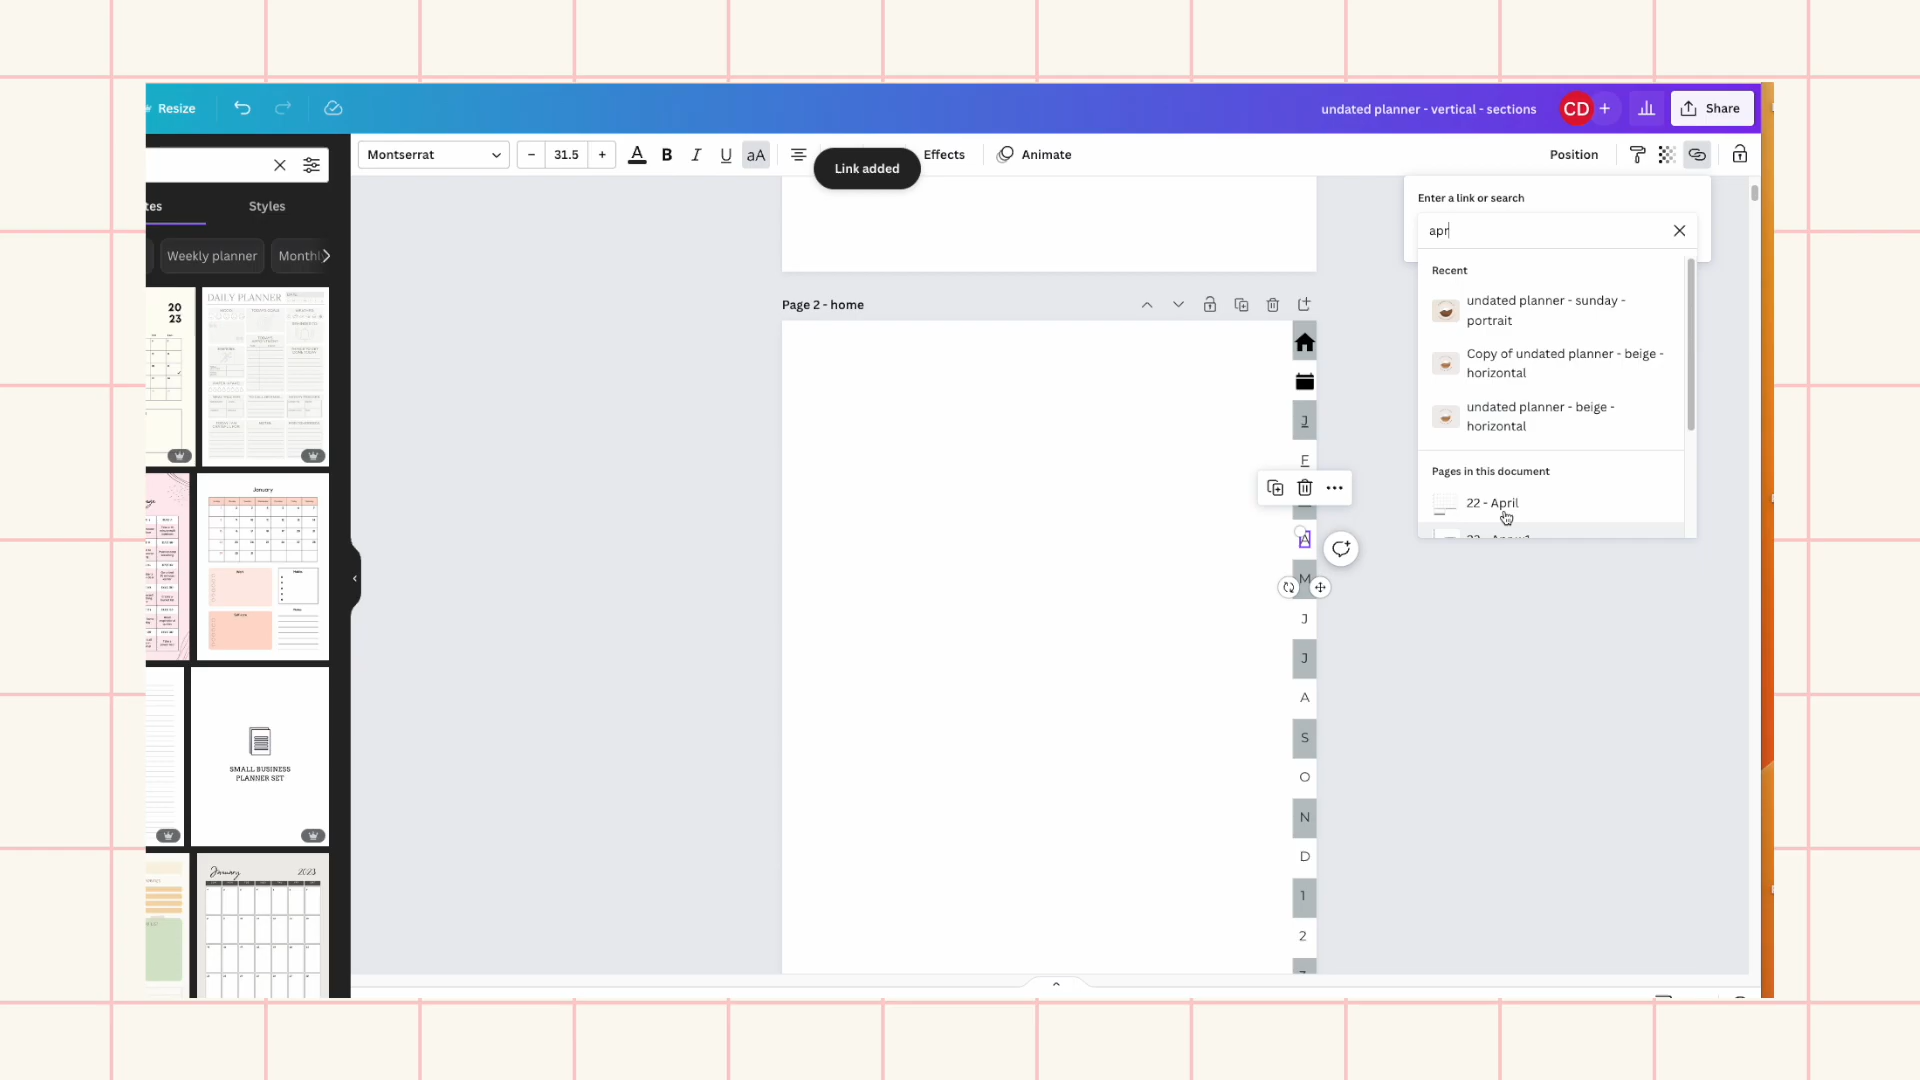 Resize
undated planner - vertical - sections
CD
+
Share
Montserrat
- 31.5 +
A B I U aA
Effects
Animate
Position
Link added
tes
Styles
Weekly planner
Monthl
20
23
DAILY PLANNER
January
SMALL BUSINESS
PLANNER SET
January 2023
Page 2 - home
J
F
A
M
J
J
A
S
O
N
D
1
2
Enter a link or search
apr
Recent
undated planner - sunday -
portrait
Copy of undated planner - beige -
horizontal
undated planner - beige -
horizontal
Pages in this document
22 - April